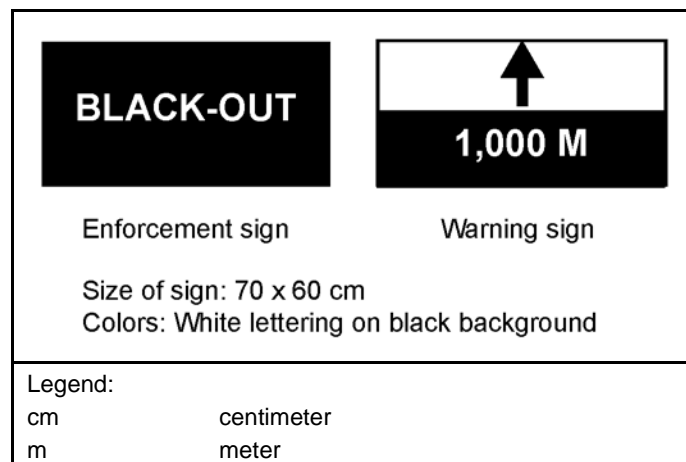 BLACK-OUT
1,000 M
Enforcement sign
Warning sign
Size of sign: 70 x 60 cm
Colors: White lettering on black background
Legend:
cm centimeter
m meter